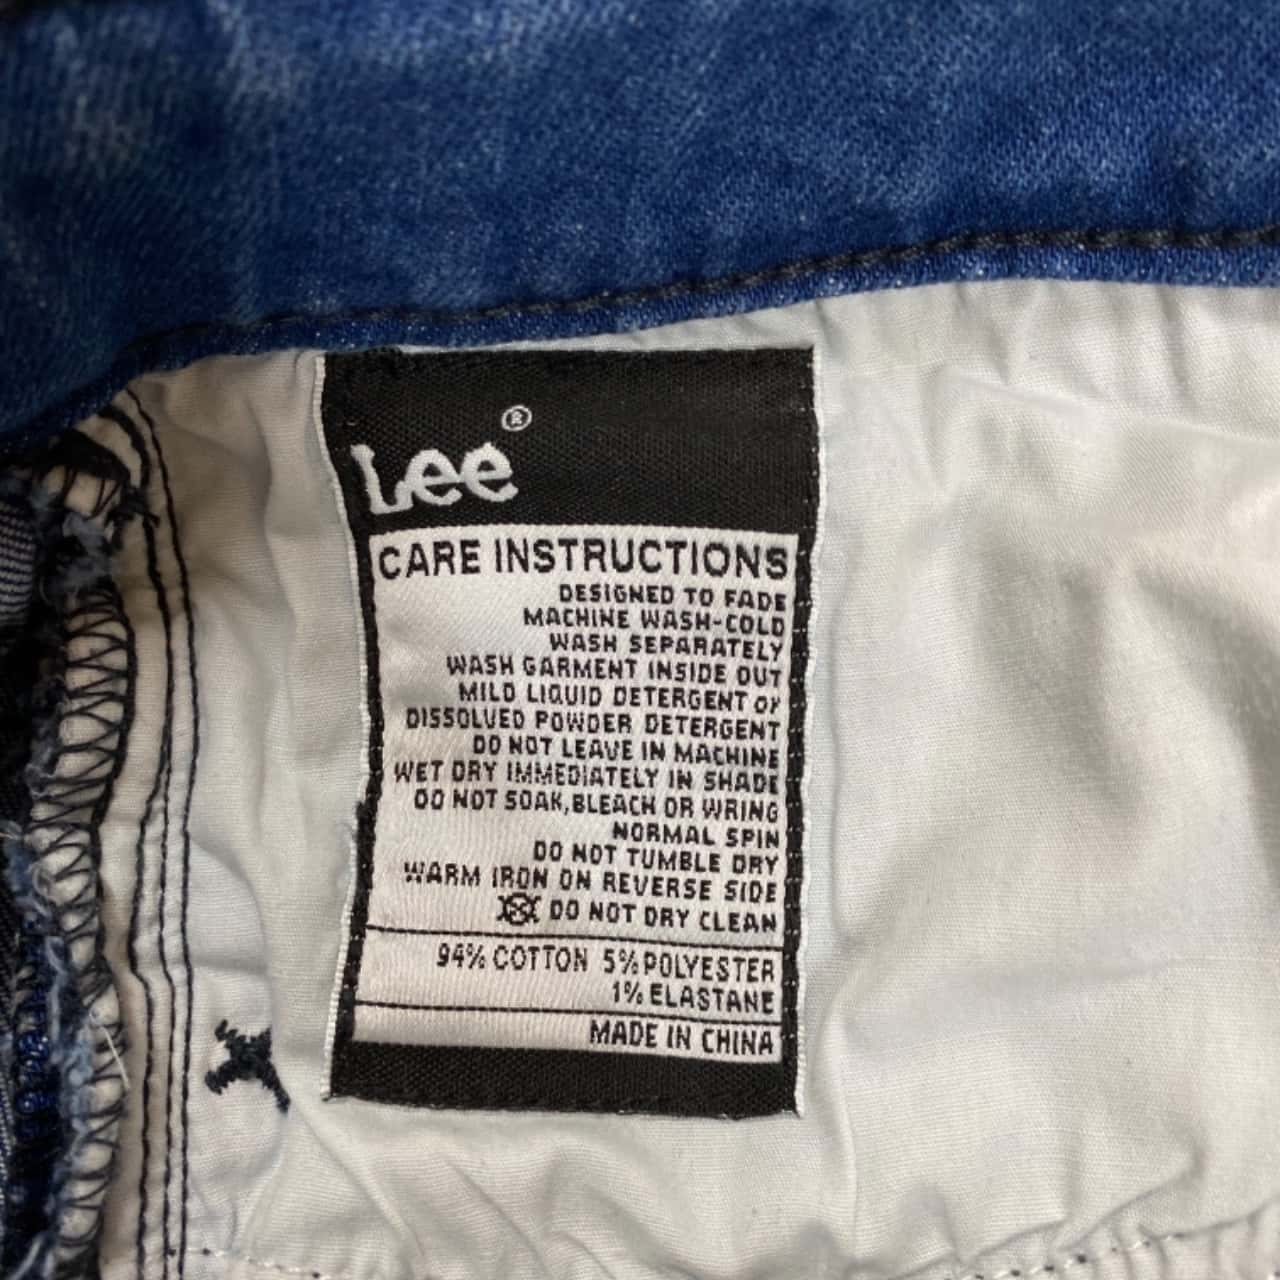 Lee®
CARE INSTRUCTIONS
DESIGNED TO FADE
MACHINE WASH-COLD
WASH SEPARATELY
WASH GARMENT INSIDE OUT
MILD LIQUID DETERGENT or
DISSOLVED POWDER DETERGENT
DO NOT LEAVE IN MACHINE
WET DRY IMMEDIATELY IN SHADE
DO NOT SOAK,BLEACH OR WRING
NORMAL SPIN
DO NOT TUMBLE DRY
WARM IRON ON REVERSE SIDE
DO NOT DRY CLEAN
94% COTTON 5% POLYESTER
1% ELASTANE
MADE IN CHINA